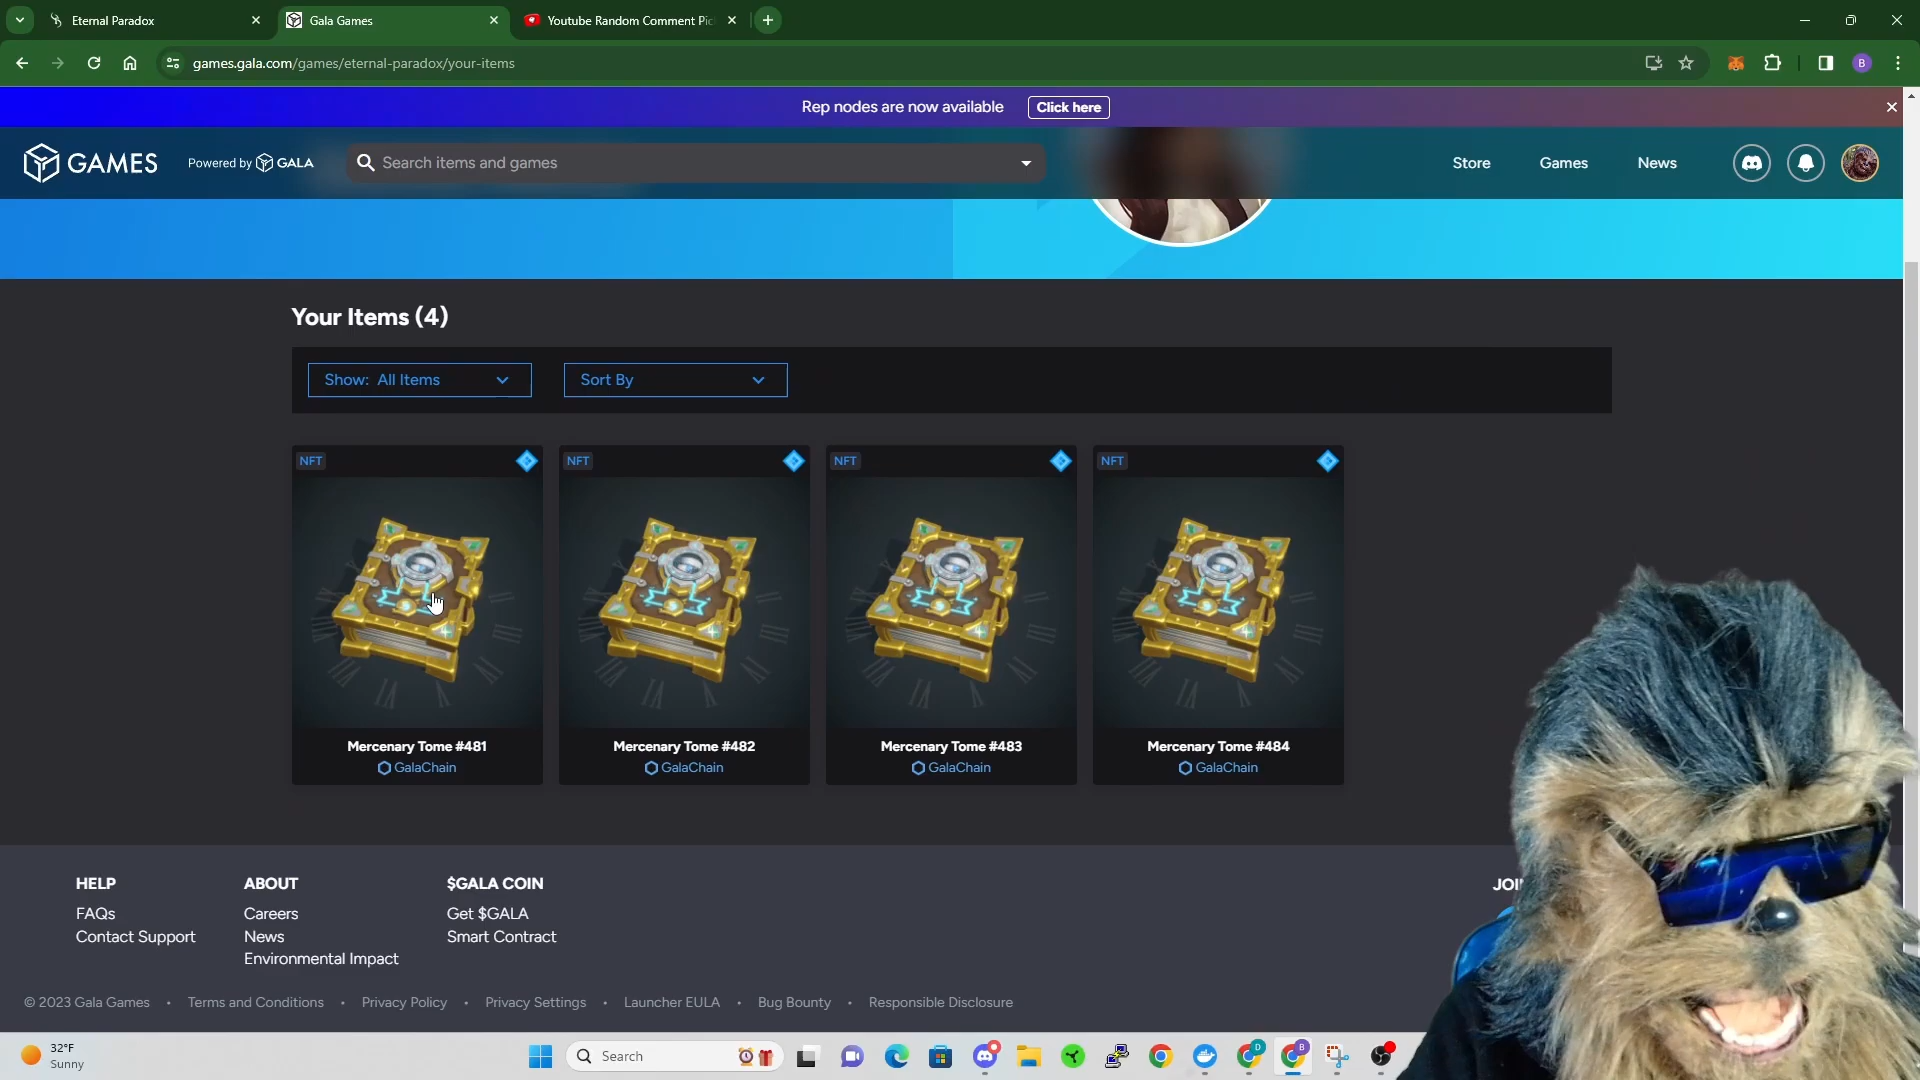 Eternal Paradox
Gala Games
Youtube Random Comment Pic
games.gala.com/games/eternal-paradox/your-items
B
Rep nodes are now available
Click here
GAMES
Powered by GALA
Search items and games
Store
Games
News
Your Items (4)
Show: All Items
Sort By
NFT
NFT
NFT
NFT
Mercenary Tome #481
GalaChain
Mercenary Tome #482
GalaChain
Mercenary Tome #483
GalaChain
Mercenary Tome #484
GalaChain
HELP
FAQs
Contact Support
ABOUT
Careers
News
Environmental Impact
$GALA COIN
Get $GALA
Smart Contract
© 2023 Gala Games • Terms and Conditions • Privacy Policy • Privacy Settings • Launcher EULA • Bug Bounty • Responsible Disclosure
32°F
Sunny
Search
D
B